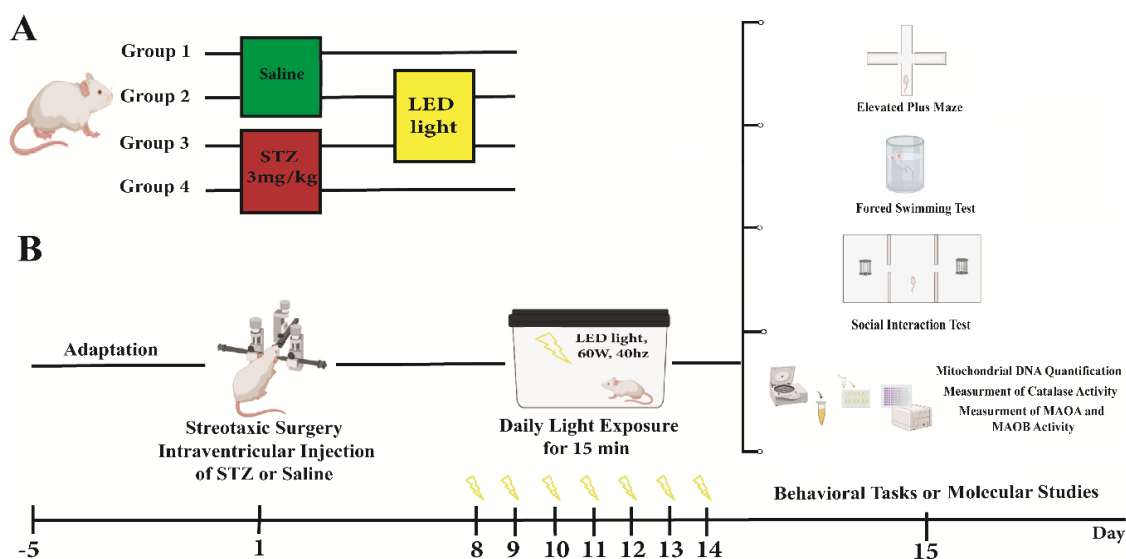 A
Group 1
Group 2
Group 3
Group 4
Saline
STZ
3mg/kg
LED
light
Elevated Plus Maze
Forced Swimming Test
Social Interaction Test
B
Adaptation
Streotaxic Surgery
Intraventricular Injection
of STZ or Saline
LED light,
60W, 40hz
Daily Light Exposure
for 15 min
Mitochondrial DNA Quantification
Measurment of Catalase Activity
Measurment of MAOA and
MAOB Activity
Behavioral Tasks or Molecular Studies
-5
1
8
9
10
11
12
13
14
15
Day